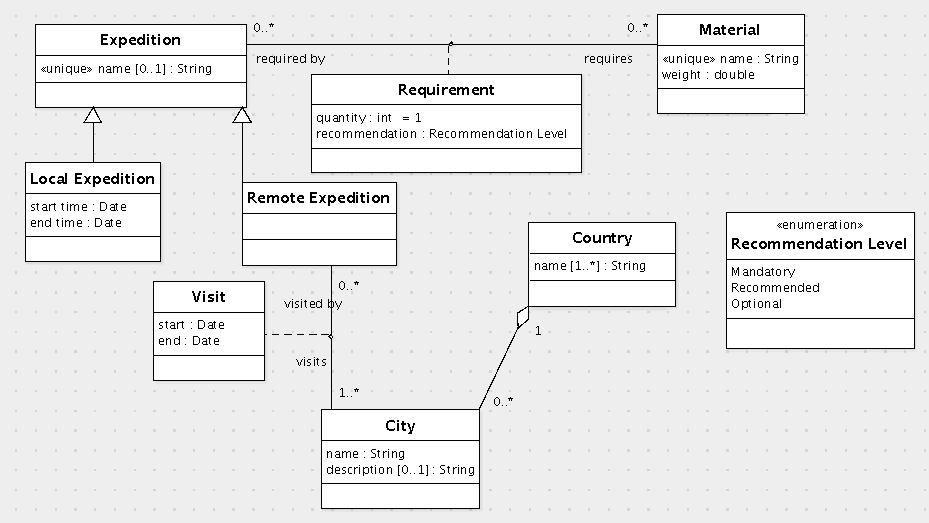 Expedition
«unique» name [0..1] : String
0..*
required by
0..*
requires
Material
«unique» name : String
weight : double
Requirement
quantity : int = 1
recommendation : Recommendation Level
Local Expedition
start time : Date
end time : Date
Remote Expedition
Country
name [1..*] : String
«enumeration»
Recommendation Level
Mandatory
Recommended
Optional
Visit
start : Date
end : Date
0..*
visited by
visits
1..*
1
0..*
City
name : String
description [0..1] : String